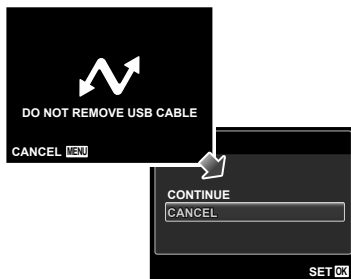 DO NOT REMOVE USB CABLE
CANCEL MENU
CONTINUE
CANCEL
SET OK